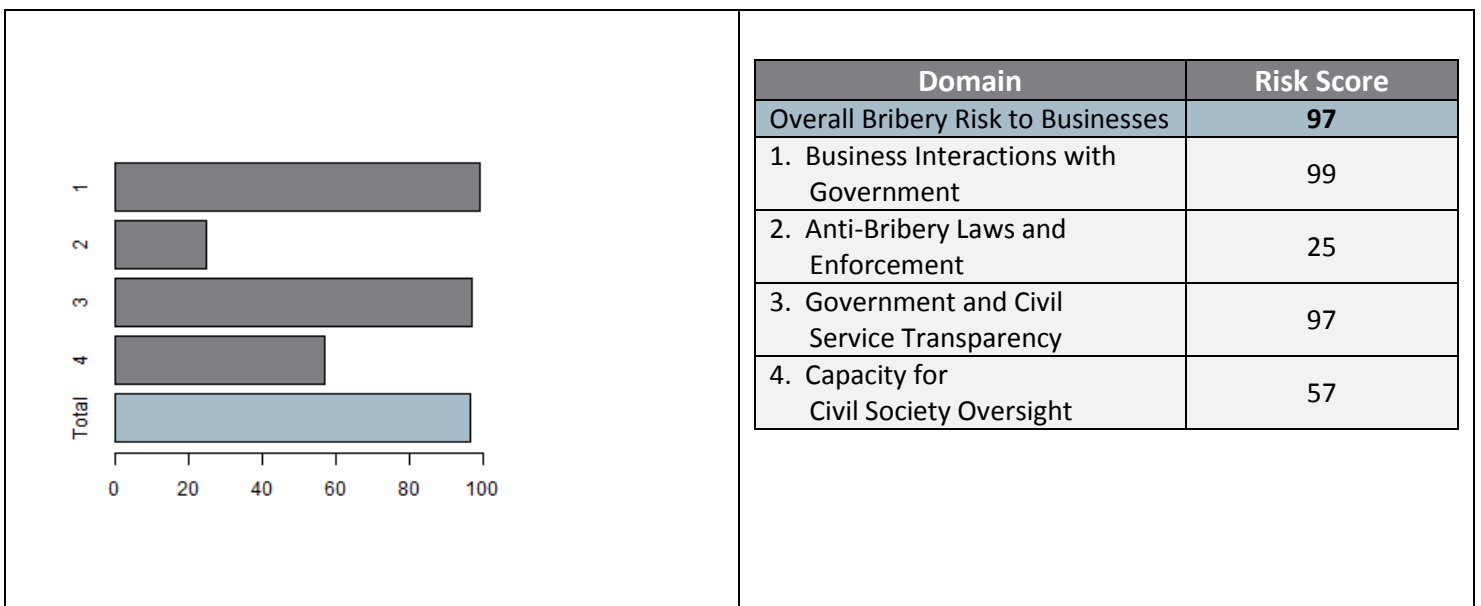 1
2
3
4
Total
0 20 40 60 80 100
Domain Risk Score
Overall Bribery Risk to Businesses 97
1. Business Interactions with
Government 99
2. Anti-Bribery Laws and
Enforcement 25
3. Government and Civil
Service Transparency 97
4. Capacity for
Civil Society Oversight 57